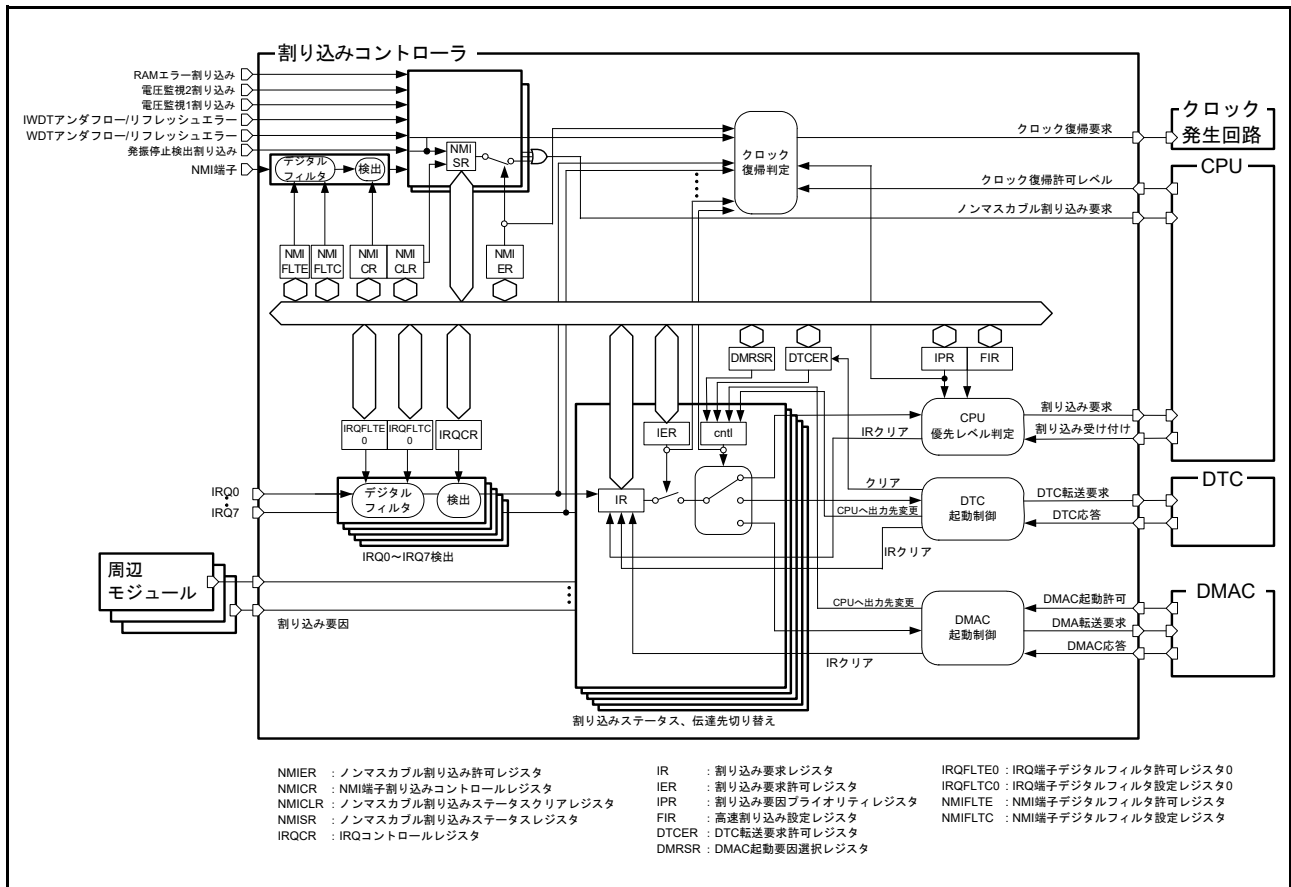 割り込みコントローラ
RAMエラー割り込み
電圧監視2割り込み
電圧監視1割り込み
IWDTアンダフロー/リフレッシュエラー
WDTアンダフロー/リフレッシュエラー
発振停止検出割り込み
NMI端子
デジタル
フィルタ
検出
NMI
SR
クロック
復帰判定
クロック復帰要求
クロック
発生回路
CPU
クロック復帰許可レベル
ノンマスカブル割り込み要求
NMI
FLTE
NMI
FLTC
NMI
CR
NMI
CLR
NMI
ER
DMRSR
DTCER
IPR
FIR
IRQFLTE
0
IRQFLTC
0
IRQCR
IER
cntl
CPU
優先レベル判定
割り込み要求
割り込み受け付け
IRクリア
IRQ0
IRQ7
デジタル
フィルタ
検出
IRQ0～IRQ7検出
IR
クリア
CPUへ出力先変更
IRクリア
DTC
起動制御
DTC転送要求
DTC応答
DTC
周辺
モジュール
割り込み要因
CPUへ出力先変更
IRクリア
DMAC
起動制御
DMAC起動許可
DMA転送要求
DMAC応答
DMAC
割り込みステータス、伝達先切り替え
NMIER ：ノンマスカブル割り込み許可レジスタ
NMICR ：NMI端子割り込みコントロールレジスタ
NMICLR ：ノンマスカブル割り込みステータスクリアレジスタ
NMISR ：ノンマスカブル割り込みステータスレジスタ
IRQCR ：IRQコントロールレジスタ
IR ：割り込み要求レジスタ
IER ：割り込み要求許可レジスタ
IPR ：割り込み要因プライオリティレジスタ
FIR ：高速割り込み設定レジスタ
DTCER ：DTC転送要求許可レジスタ
DMRSR ：DMAC起動要因選択レジスタ
IRQFLTE0 ：IRQ端子デジタルフィルタ許可レジスタ0
IRQFLTC0 ：IRQ端子デジタルフィルタ設定レジスタ0
NMIFLTE ：NMI端子デジタルフィルタ許可レジスタ
NMIFLTC ：NMI端子デジタルフィルタ設定レジスタ